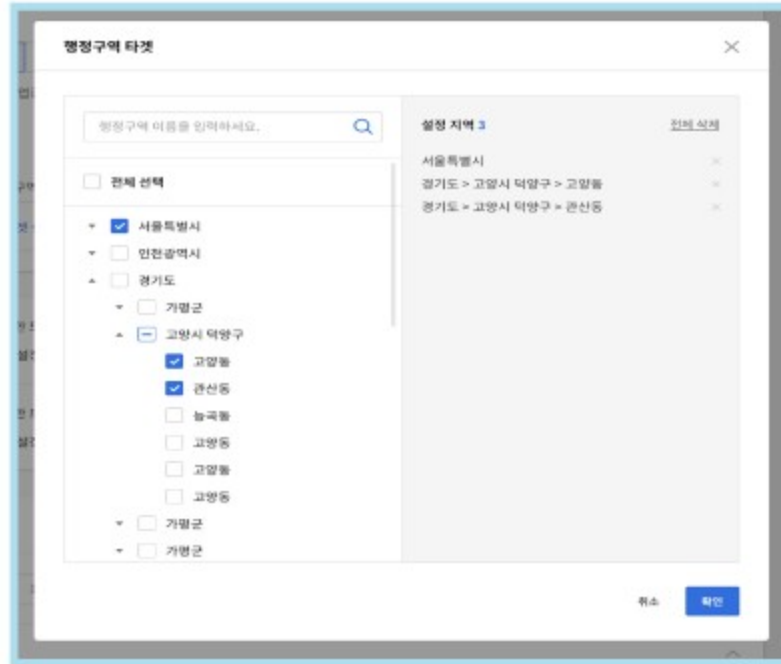 행정구역 타겟
행정구역 이름을 입력하세요.
전체 선택
서울특별시
인천광역시
경기도
가평군
고양시 덕양구
고양동
관산동
능곡동
고양동
고양동
고양동
가평군
가평군
설정 지역 3
전체 삭제
서울특별시
경기도 > 고양시 덕양구 > 고양동
경기도 > 고양시 덕양구 > 관산동
취소
확인